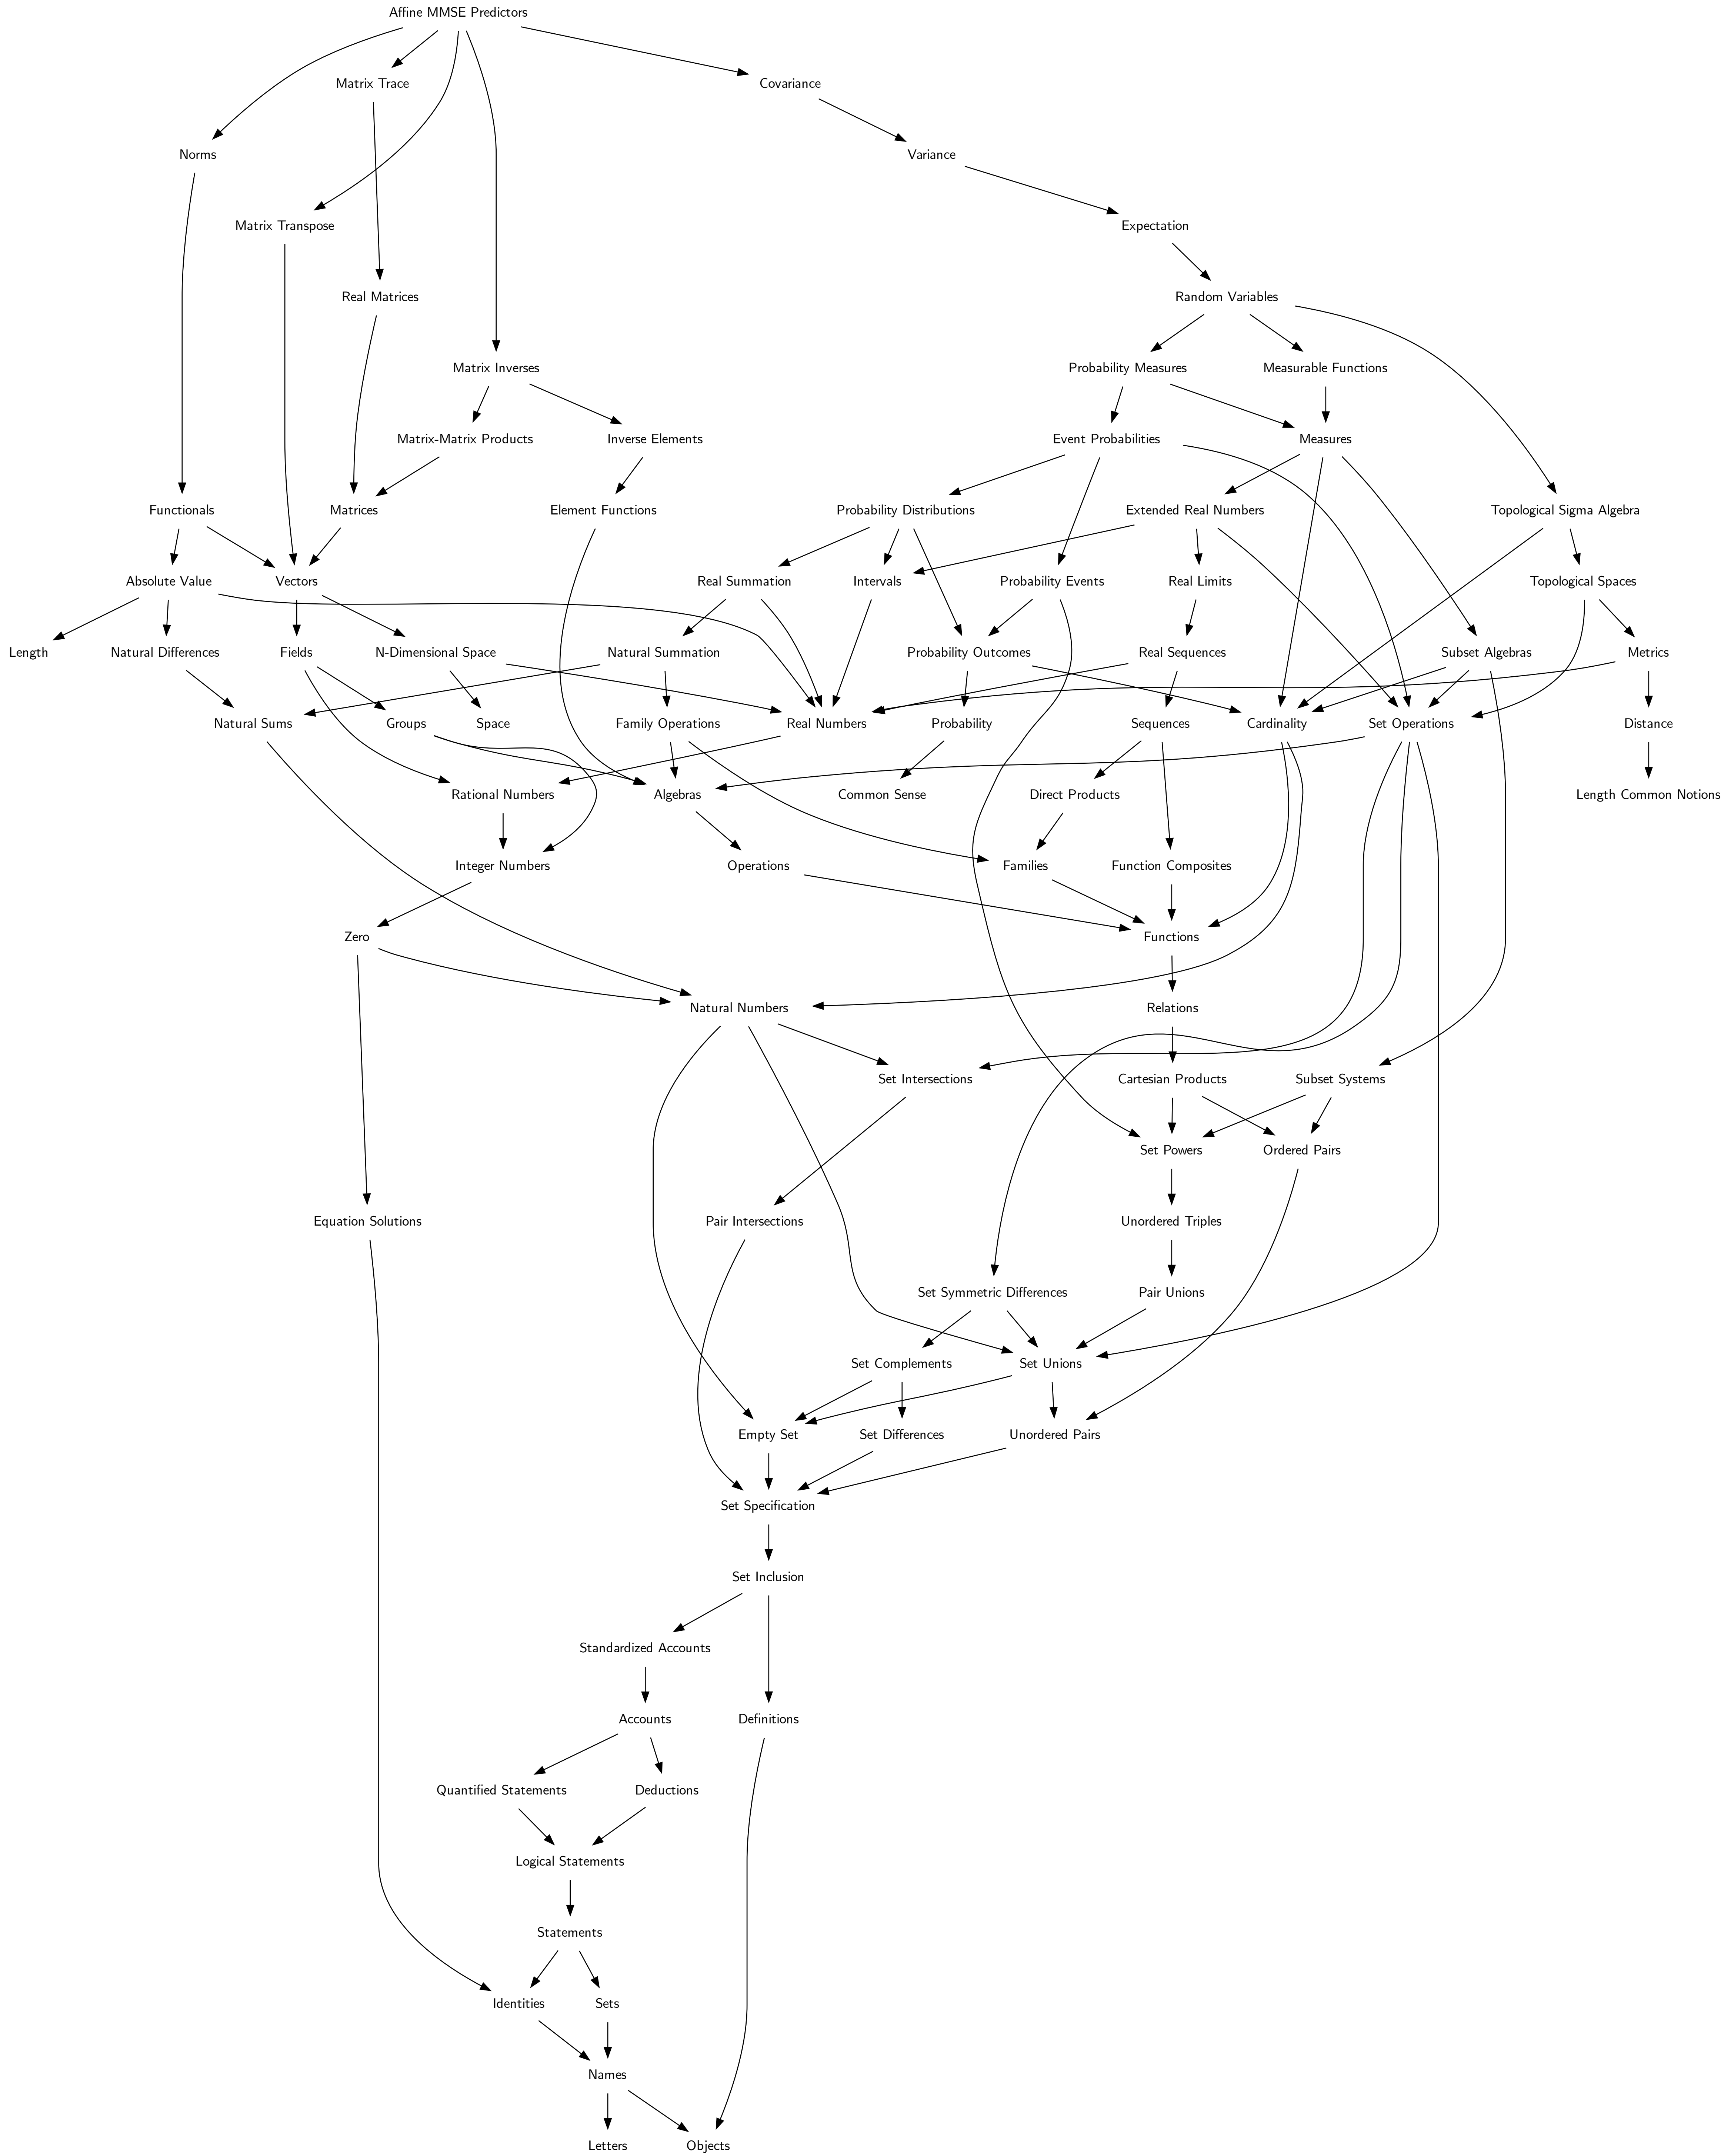 Affine MMSE Predictors
Matrix Trace
Covariance
Norms
Variance
Matrix Transpose
Expectation
Real Matrices
Random Variables
Matrix Inverses
Probability Measures
Measurable Functions
Matrix-Matrix Products
Inverse Elements
Event Probabilities
Measures
Functionals
Matrices
Element Functions
Probability Distributions
Extended Real Numbers
Topological Sigma Algebra
Absolute Value
Vectors
Real Summation
Intervals
Probability Events
Real Limits
Topological Spaces
Length
Natural Differences
Fields
N-Dimensional Space
Natural Summation
Probability Outcomes
Real Sequences
Subset Algebras
Metrics
Natural Sums
Groups
Space
Family Operations
Real Numbers
Probability
Sequences
Cardinality
Set Operations
Distance
Rational Numbers
Algebras
Common Sense
Direct Products
Length Common Notions
Integer Numbers
Operations
Families
Function Composites
Zero
Functions
Natural Numbers
Relations
Set Intersections
Cartesian Products
Subset Systems
Set Powers
Ordered Pairs
Equation Solutions
Pair Intersections
Unordered Triples
Set Symmetric Differences
Pair Unions
Set Complements
Set Unions
Empty Set
Set Differences
Unordered Pairs
Set Specification
Set Inclusion
Standardized Accounts
Accounts
Definitions
Quantified Statements
Deductions
Logical Statements
Statements
Identities
Sets
Names
Letters
Objects